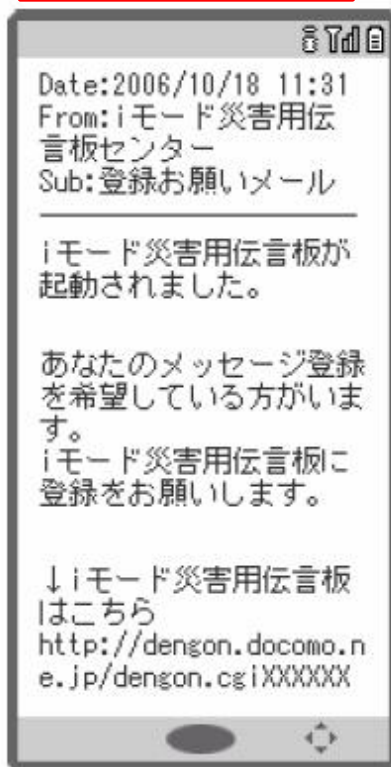 Date:2006/10/18 11:31
From:iモード災害用伝
言板センター
Sub:登録お願いメール
iモード災害用伝言板が
起動されました。
あなたのメッセージ登録
を希望している方がいま
す。
iモード災害用伝言板に
登録をお願いします。
↓iモード災害用伝言板
はこちら
http://dengon.docomo.n
e.jp/dengon.cgiXXXXXX